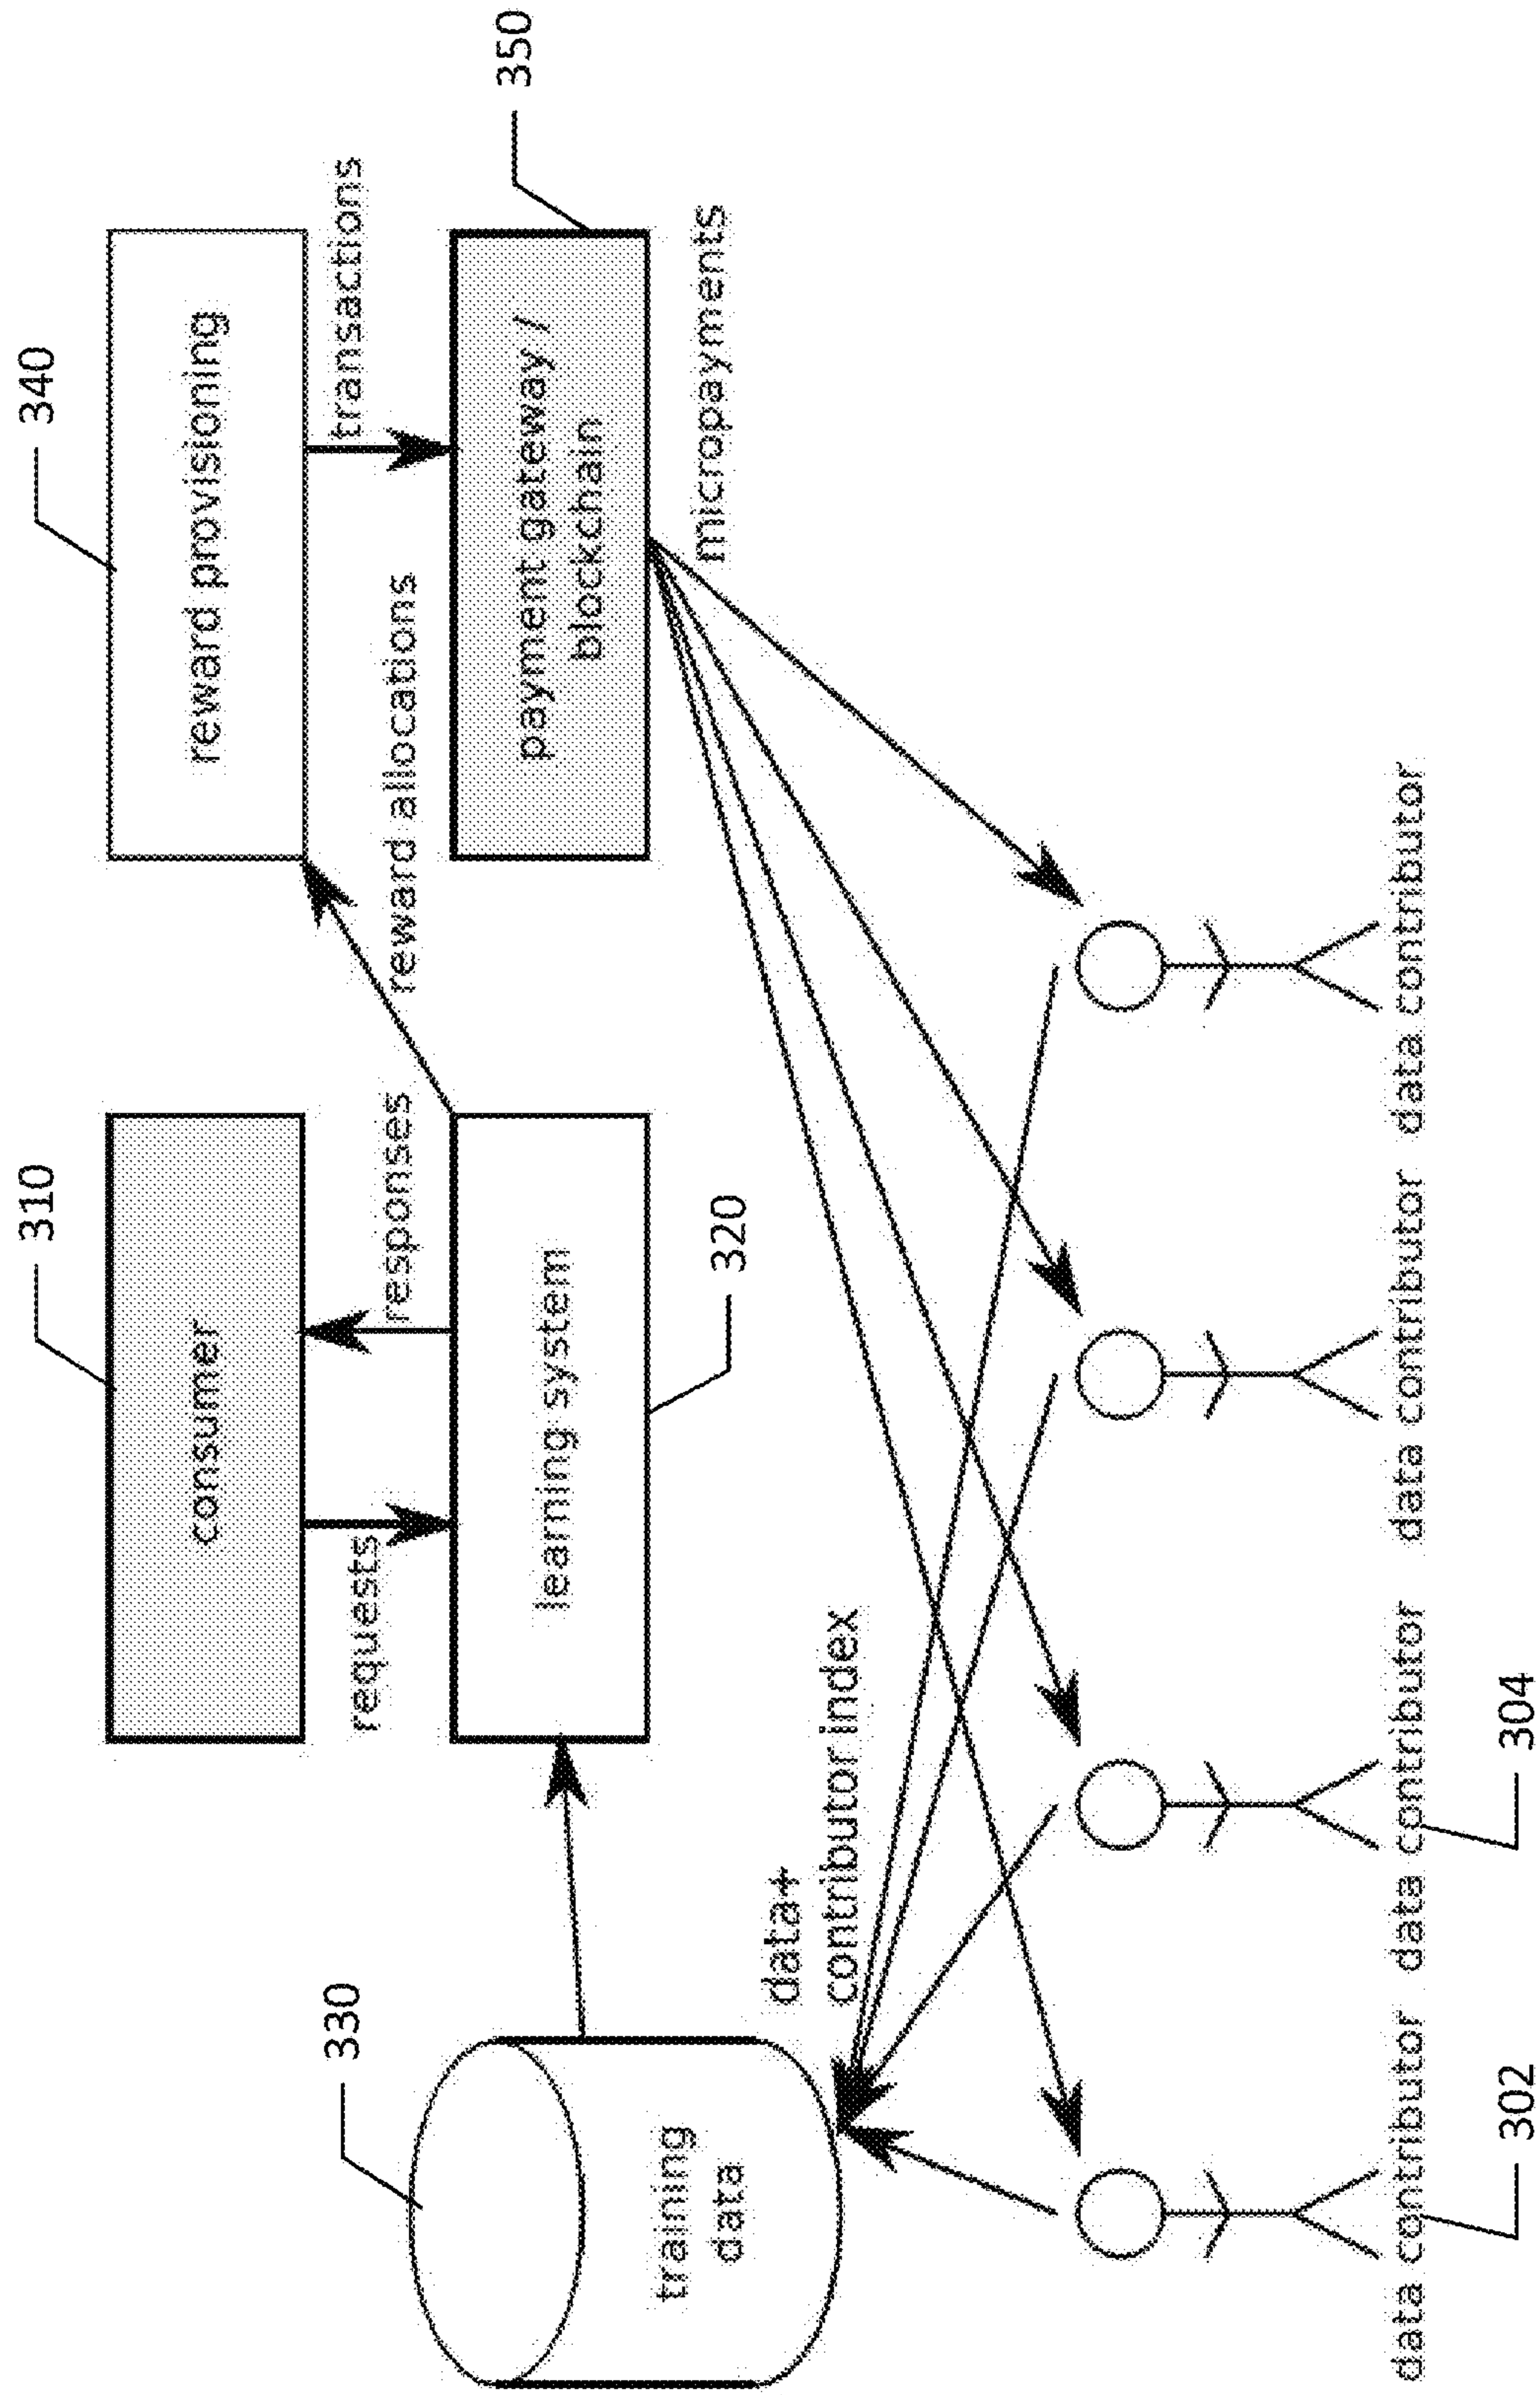 310
340
consumer
reward provisioning
330
requests
responses
reward allocations
transactions
350
learning system
payment gateway /
blockchain
training
data
320
micropayments
data+
contributor index
data contributor
data contributor
data contributor
data contributor
302
304